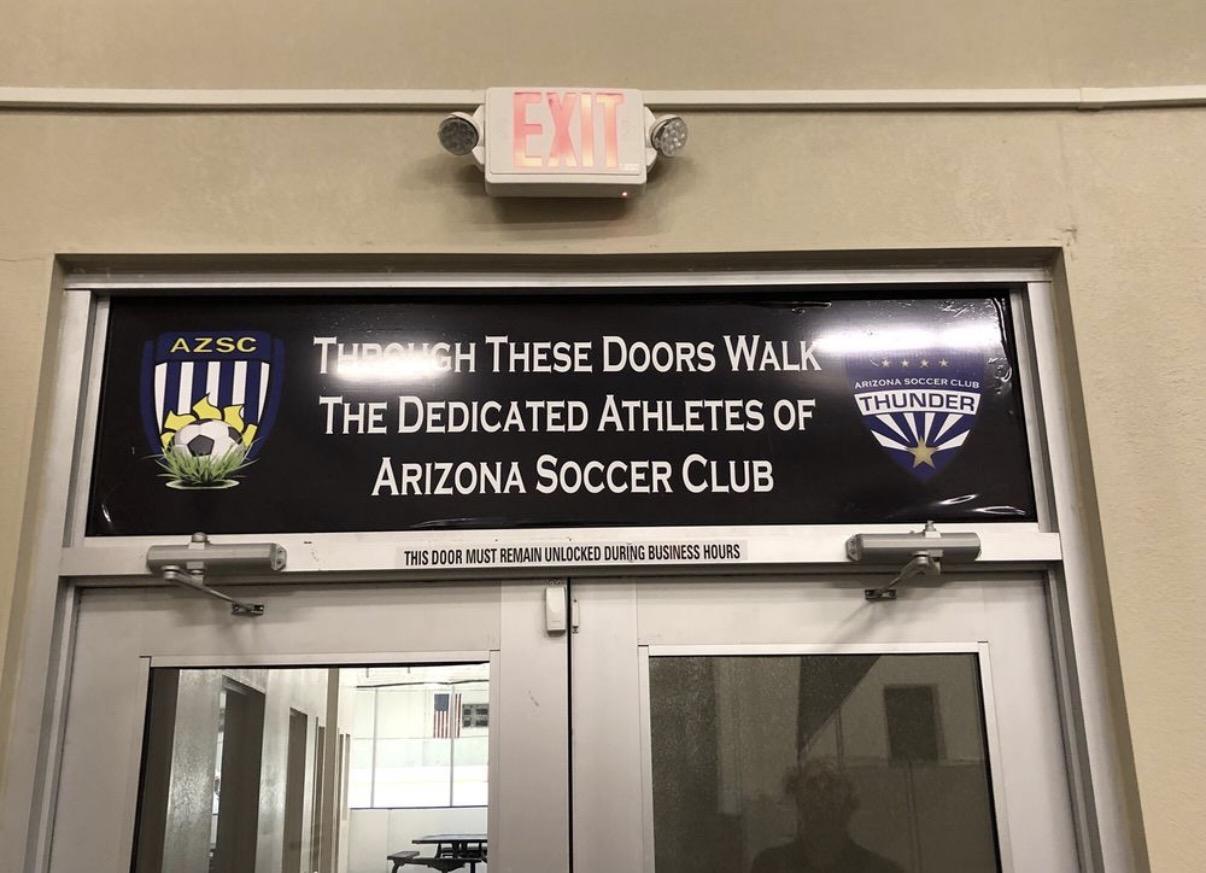 EXIT
AZSC
THROUGH THESE DOORS WALK
THE DEDICATED ATHLETES OF
ARIZONA SOCCER CLUB
ARIZONA SOCCER CLUB
THUNDER
THIS DOOR MUST REMAIN UNLOCKED DURING BUSINESS HOURS